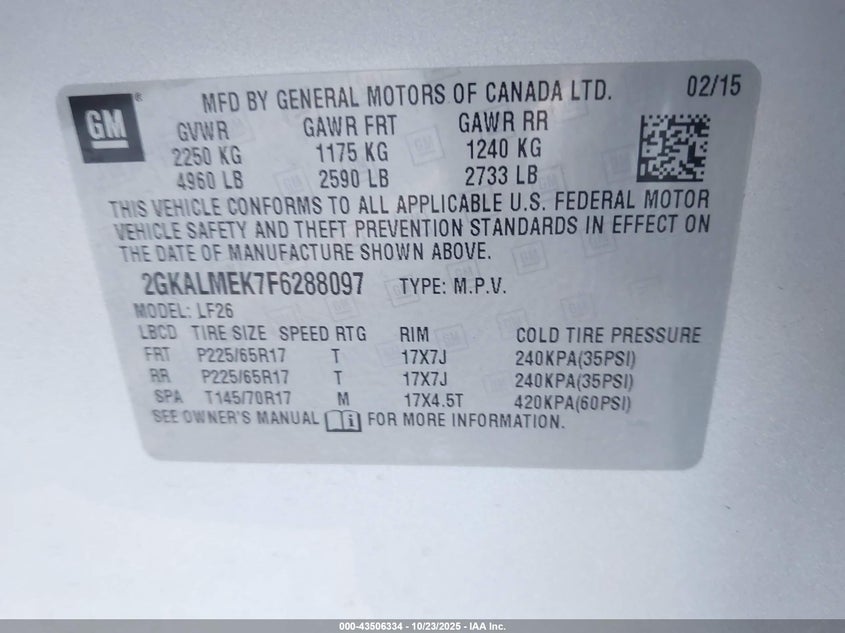 GM ®
MFD BY GENERAL MOTORS OF CANADA LTD. 02/15
GVWR GAWR FRT GAWR RR
2250 KG 1175 KG 1240 KG
4960 LB 2590 LB 2733 LB
THIS VEHICLE CONFORMS TO ALL APPLICABLE U.S. FEDERAL MOTOR
VEHICLE SAFETY AND THEFT PREVENTION STANDARDS IN EFFECT ON
THE DATE OF MANUFACTURE SHOWN ABOVE.
2GKALMEK7F6288097 TYPE: M.P.V.
MODEL: LF26
LBCD TIRE SIZE SPEED RTG RIM COLD TIRE PRESSURE
FRT P225/65R17 T 17X7J 240KPA(35PSI)
RR P225/65R17 T 17X7J 240KPA(35PSI)
SPA T145/70R17 M 17X4.5T 420KPA(60PSI)
SEE OWNER'S MANUAL FOR MORE INFORMATION.
000-43506334 | 10/23/2025 - IAA Inc.